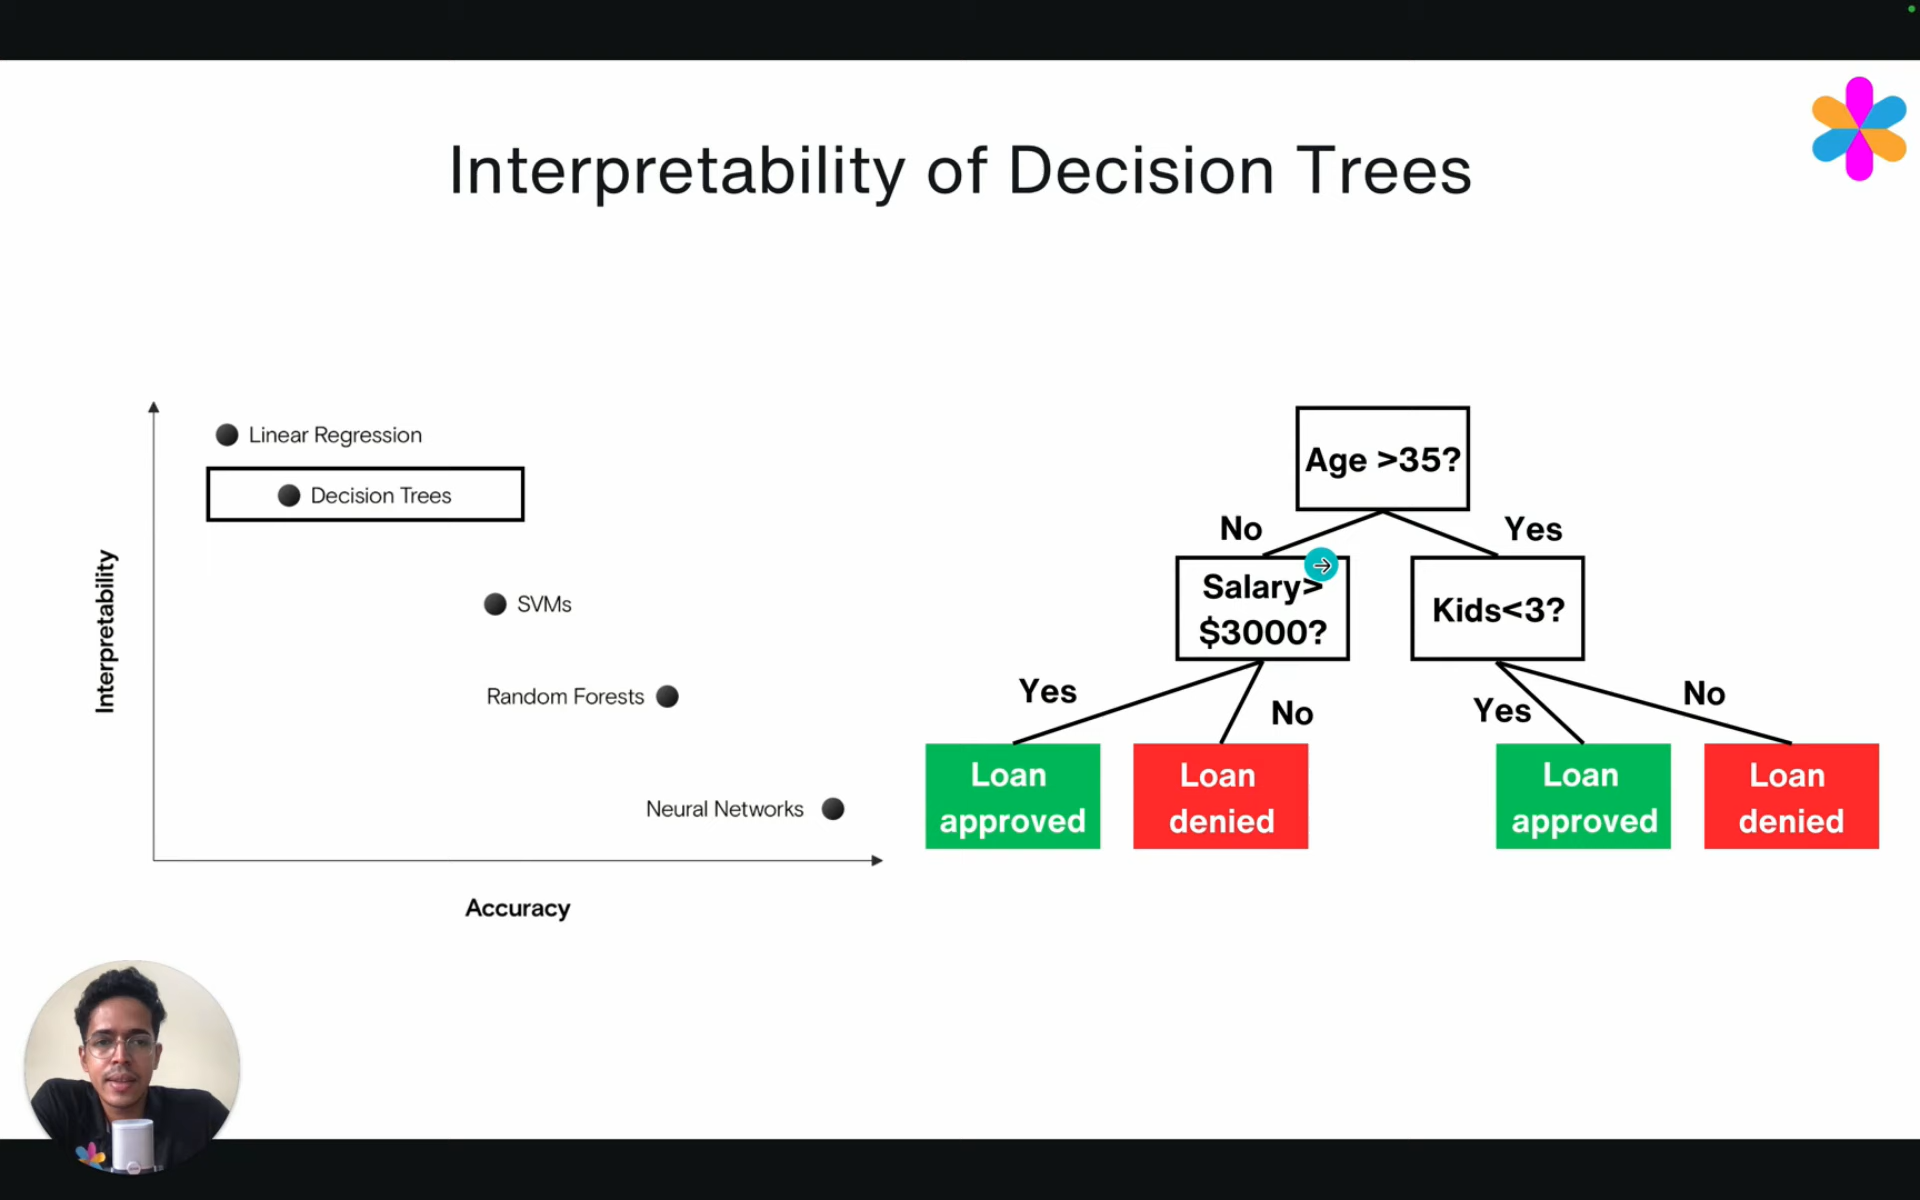 Interpretability of Decision Trees
Interpretability
Linear Regression
Decision Trees
SVMs
Random Forests
Neural Networks
Accuracy
Age >35?
No
Yes
Salary>
$3000?
Kids<3?
Yes
No
Yes
No
Loan
approved
Loan
denied
Loan
approved
Loan
denied